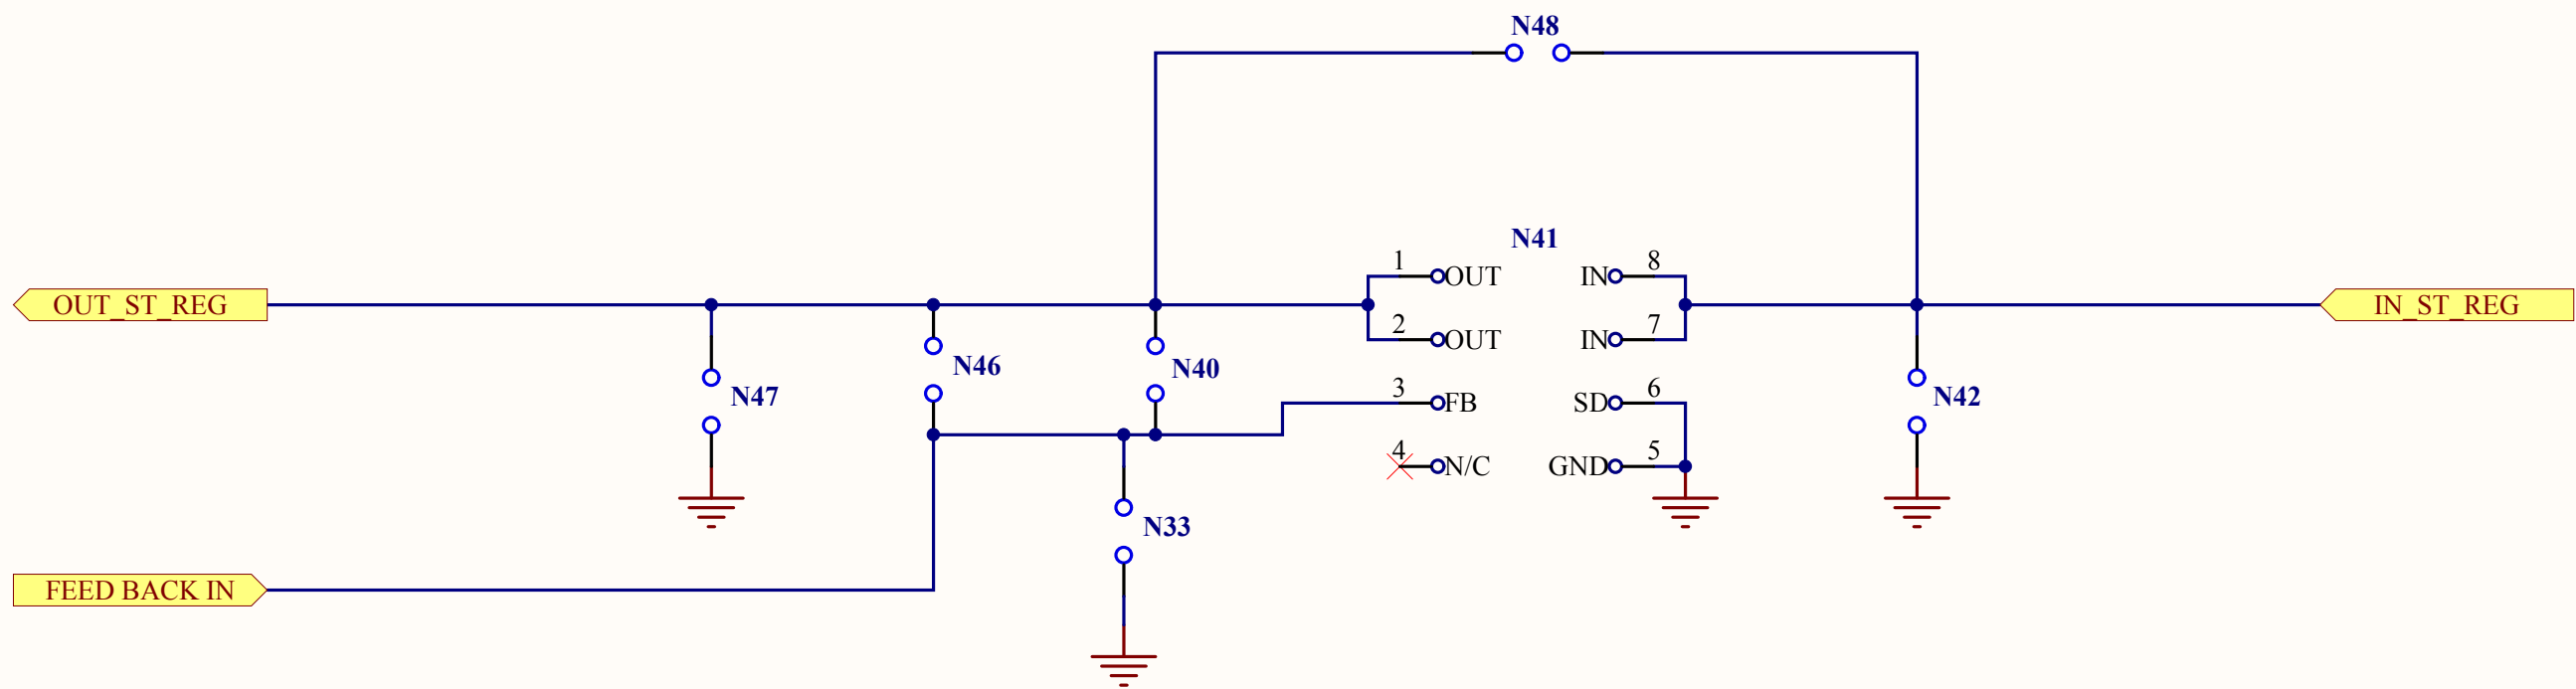 N48
N41
1 OUT IN 8
OUT_ST_REG IN_ST_REG
2 OUT IN 7
N46 N40
N47 3 FB SD 6 N42
4 N/C GND 5
N33
FEED BACK IN